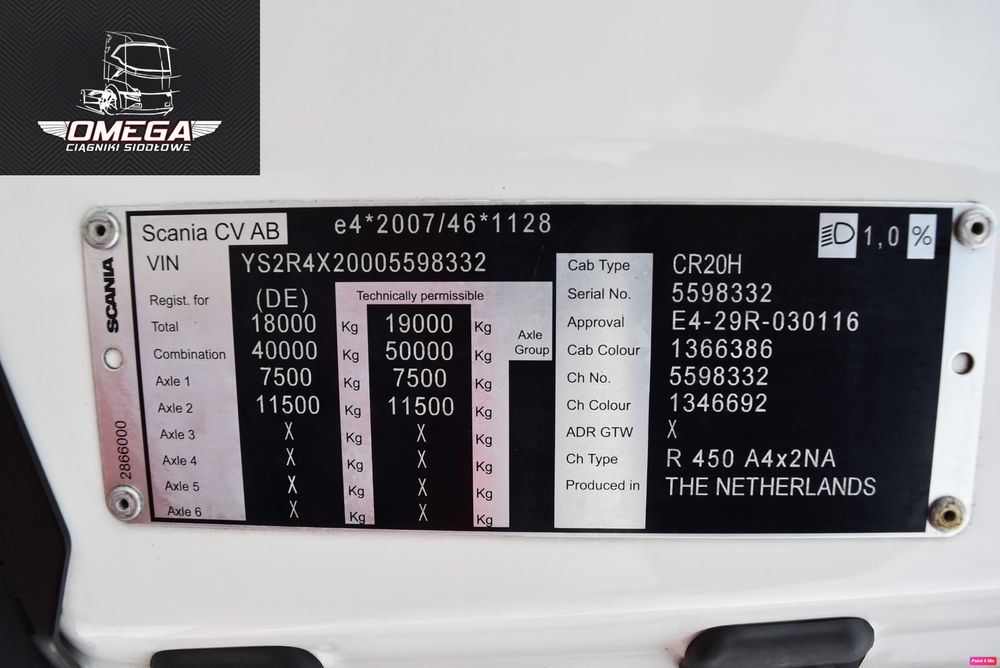 OMEGA
CIĄGNIKI SIODŁOWE
Scania CV AB e4*2007/46*1128 1,0 %
VIN YS2R4X20005598332 Cab Type CR20H
Regist. for (DE) Technically permissible Serial No. 5598332
Total 18000 Kg 19000 Kg Axle Group Approval E4-29R-030116
Combination 40000 Kg 50000 Kg Cab Colour 1366386
Axle 1 7500 Kg 7500 Kg Ch No. 5598332
Axle 2 11500 Kg 11500 Kg Ch Colour 1346692
Axle 3 X Kg X Kg ADR GTW X
Axle 4 X Kg X Kg Ch Type R 450 A4x2NA
Axle 5 X Kg X Kg Produced in THE NETHERLANDS
Axle 6 X Kg X Kg
SCANIA
2866000